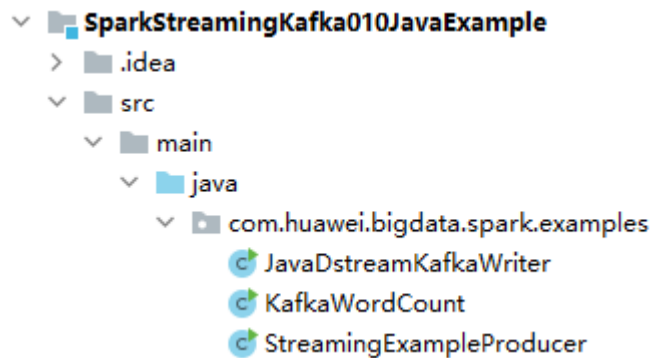 SparkStreamingKafka010JavaExample
.idea
src
main
java
com.huawei.bigdata.spark.examples
JavaDstreamKafkaWriter
KafkaWordCount
StreamingExampleProducer